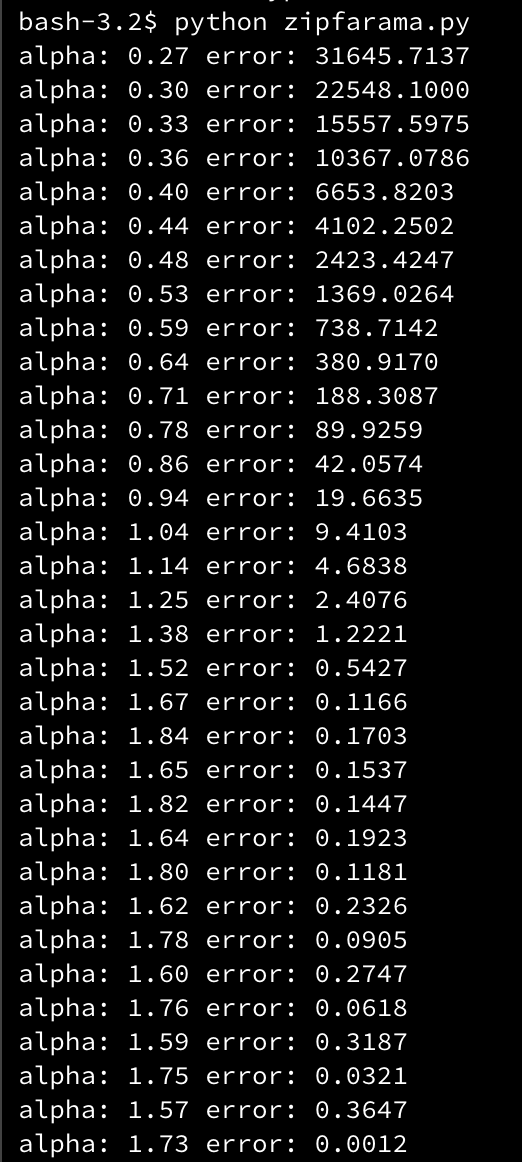 bash-3.2$ python zipfarama.py
alpha: 0.27 error: 31645.7137
alpha: 0.30 error: 22548.1000
alpha: 0.33 error: 15557.5975
alpha: 0.36 error: 10367.0786
alpha: 0.40 error: 6653.8203
alpha: 0.44 error: 4102.2502
alpha: 0.48 error: 2423.4247
alpha: 0.53 error: 1369.0264
alpha: 0.59 error: 738.7142
alpha: 0.64 error: 380.9170
alpha: 0.71 error: 188.3087
alpha: 0.78 error: 89.9259
alpha: 0.86 error: 42.0574
alpha: 0.94 error: 19.6635
alpha: 1.04 error: 9.4103
alpha: 1.14 error: 4.6838
alpha: 1.25 error: 2.4076
alpha: 1.38 error: 1.2221
alpha: 1.52 error: 0.5427
alpha: 1.67 error: 0.1166
alpha: 1.84 error: 0.1703
alpha: 1.65 error: 0.1537
alpha: 1.82 error: 0.1447
alpha: 1.64 error: 0.1923
alpha: 1.80 error: 0.1181
alpha: 1.62 error: 0.2326
alpha: 1.78 error: 0.0905
alpha: 1.60 error: 0.2747
alpha: 1.76 error: 0.0618
alpha: 1.59 error: 0.3187
alpha: 1.75 error: 0.0321
alpha: 1.57 error: 0.3647
alpha: 1.73 error: 0.0012